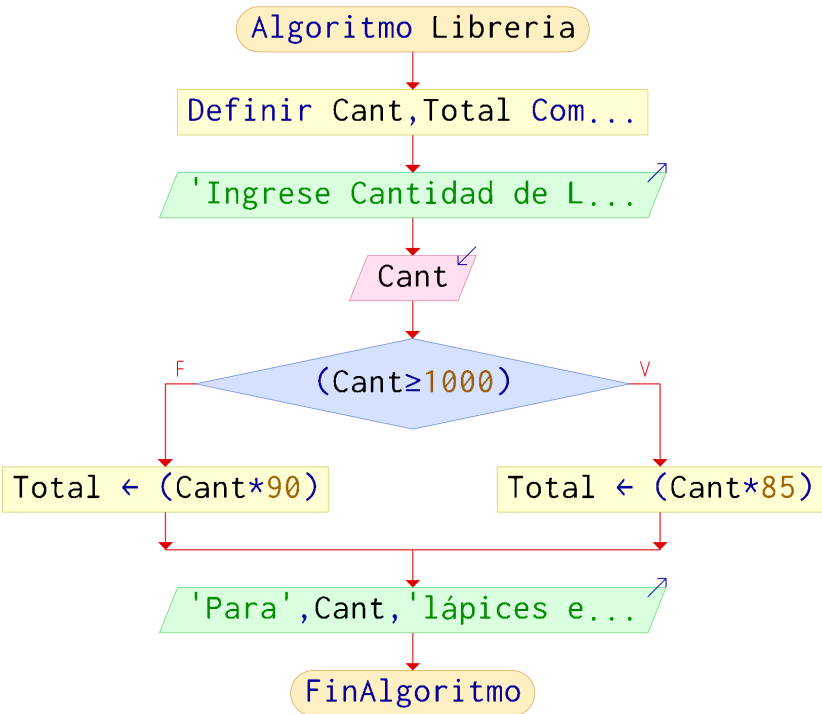 Algoritmo Libreria
Definir Cant,Total Com...
'Ingrese Cantidad de L...
Cant
F
(Cant≥1000)
V
Total ← (Cant*90)
Total ← (Cant*85)
'Para',Cant,'lápices e...
FinAlgoritmo